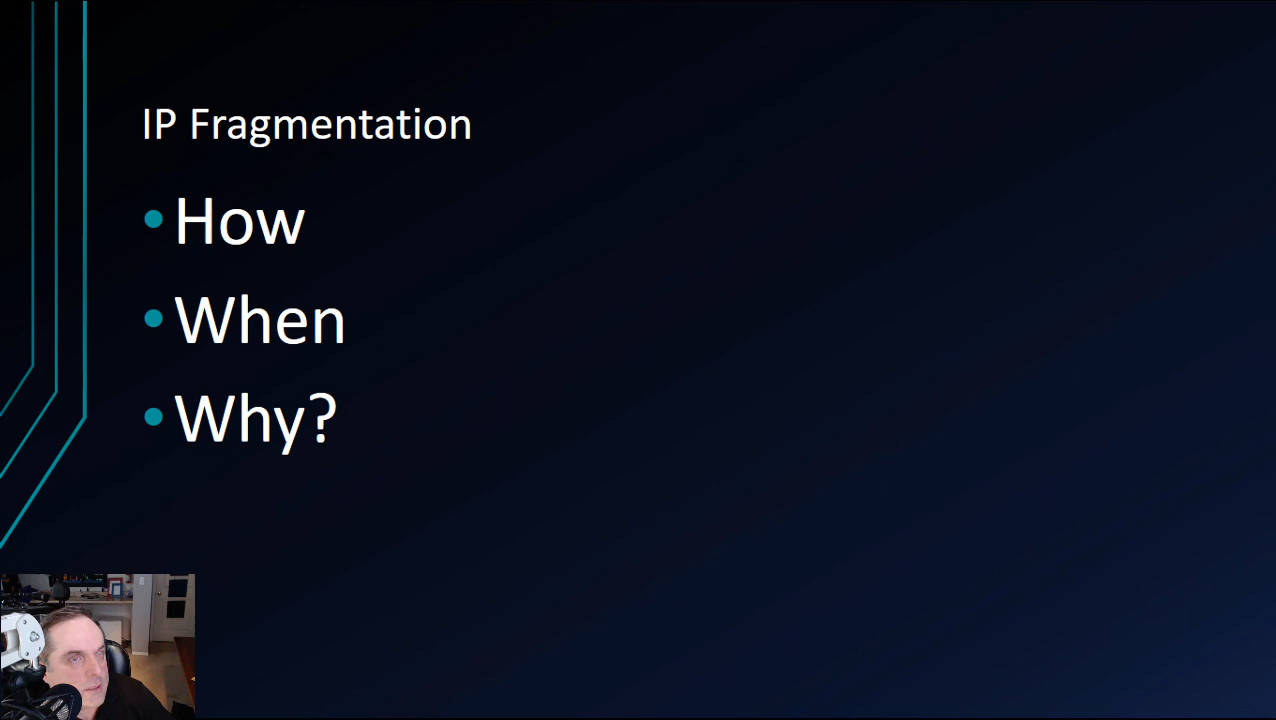 IP Fragmentation
• How
• When
• Why?